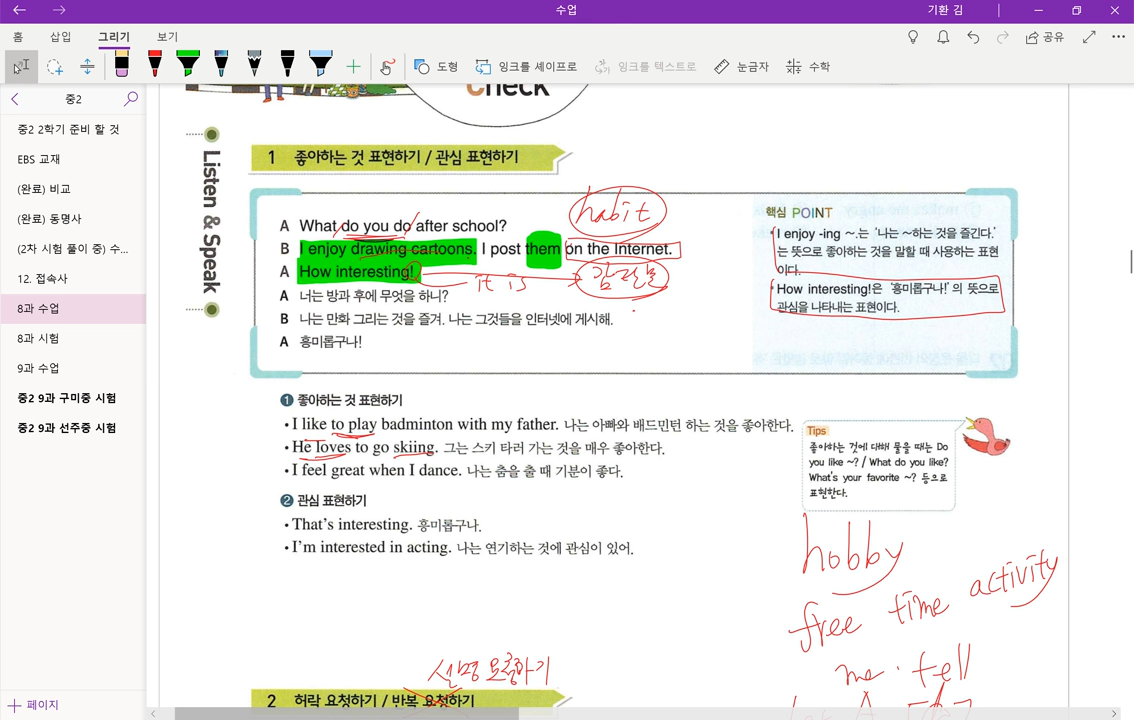 수업
기환 김
홈 삽입 그리기 보기
공유
도형 잉크를 셰이프로 잉크를 텍스트로 눈금자 수학
중2
중2 2학기 준비 할 것
EBS 교재
(완료) 비교
(완료) 동명사
(2차 시험 풀이 중) 수...
12. 접속사
8과 수업
8과 시험
9과 수업
중2 9과 구미중 시험
중2 9과 선주중 시험
페이지
Check
Listen & Speak
1 좋아하는 것 표현하기 / 관심 표현하기
habit
A What do you do after school?
B I enjoy drawing cartoons. I post them on the Internet.
A How interesting!
it is
감탄문
A 너는 방과 후에 무엇을 하니?
B 나는 만화 그리는 것을 즐겨. 나는 그것들을 인터넷에 게시해.
A 흥미롭구나!
핵심 POINT
• I enjoy -ing ~.는 ‘나는 ~하는 것을 즐긴다.’
는 뜻으로 좋아하는 것을 말할 때 사용하는 표현
이다.
• How interesting!은 ‘흥미롭구나!’의 뜻으로
관심을 나타내는 표현이다.
1 좋아하는 것 표현하기
• I like to play badminton with my father. 나는 아빠와 배드민턴 하는 것을 좋아한다.
• He loves to go skiing. 그는 스키 타러 가는 것을 매우 좋아한다.
• I feel great when I dance. 나는 춤을 출 때 기분이 좋다.
2 관심 표현하기
• That’s interesting. 흥미롭구나.
• I’m interested in acting. 나는 연기하는 것에 관심이 있어.
Tips
좋아하는 것에 대해 물을 때는 Do
you like ~? / What do you like?
What’s your favorite ~? 등으로
표현한다.
hobby
free time activity
me. tell
설명 요청하기
2 허락 요청하기 / 반복 요청하기